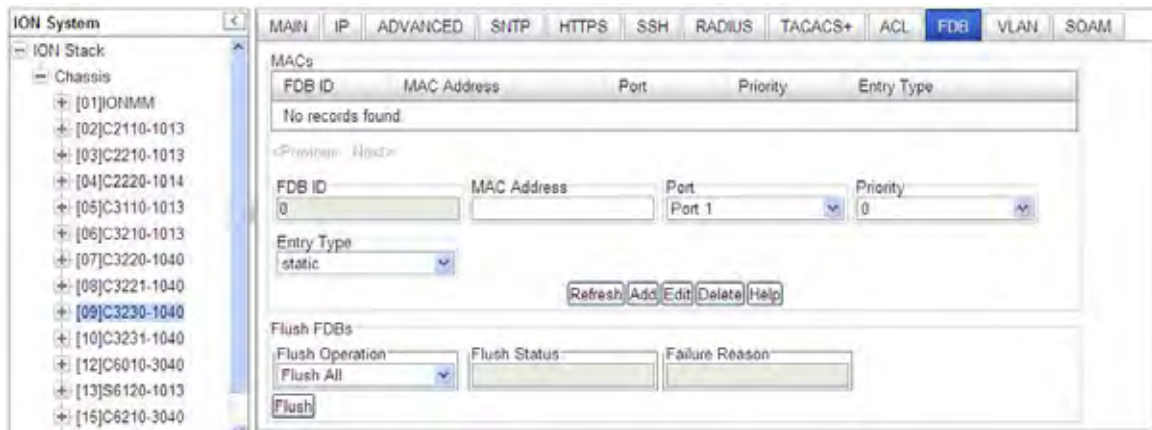 ION System
ION Stack
Chassis
[01]IONMM
[02]C2110-1013
[03]C2210-1013
[04]C2220-1014
[05]C3110-1013
[06]C3210-1013
[07]C3220-1040
[08]C3221-1040
[09]C3230-1040
[10]C3231-1040
[12]C6010-3040
[13]S6120-1013
[15]C6210-3040
MAIN IP ADVANCED SNTP HTTPS SSH RADIUS TACACS+ ACL FDB VLAN SOAM
MACs
FDB ID MAC Address Port Priority Entry Type
No records found
<Previous Next>
FDB ID MAC Address Port Priority
0 Port 1 0
Entry Type
static
Refresh Add Edit Delete Help
Flush FDBs
Flush Operation Flush Status Failure Reason
Flush All
Flush